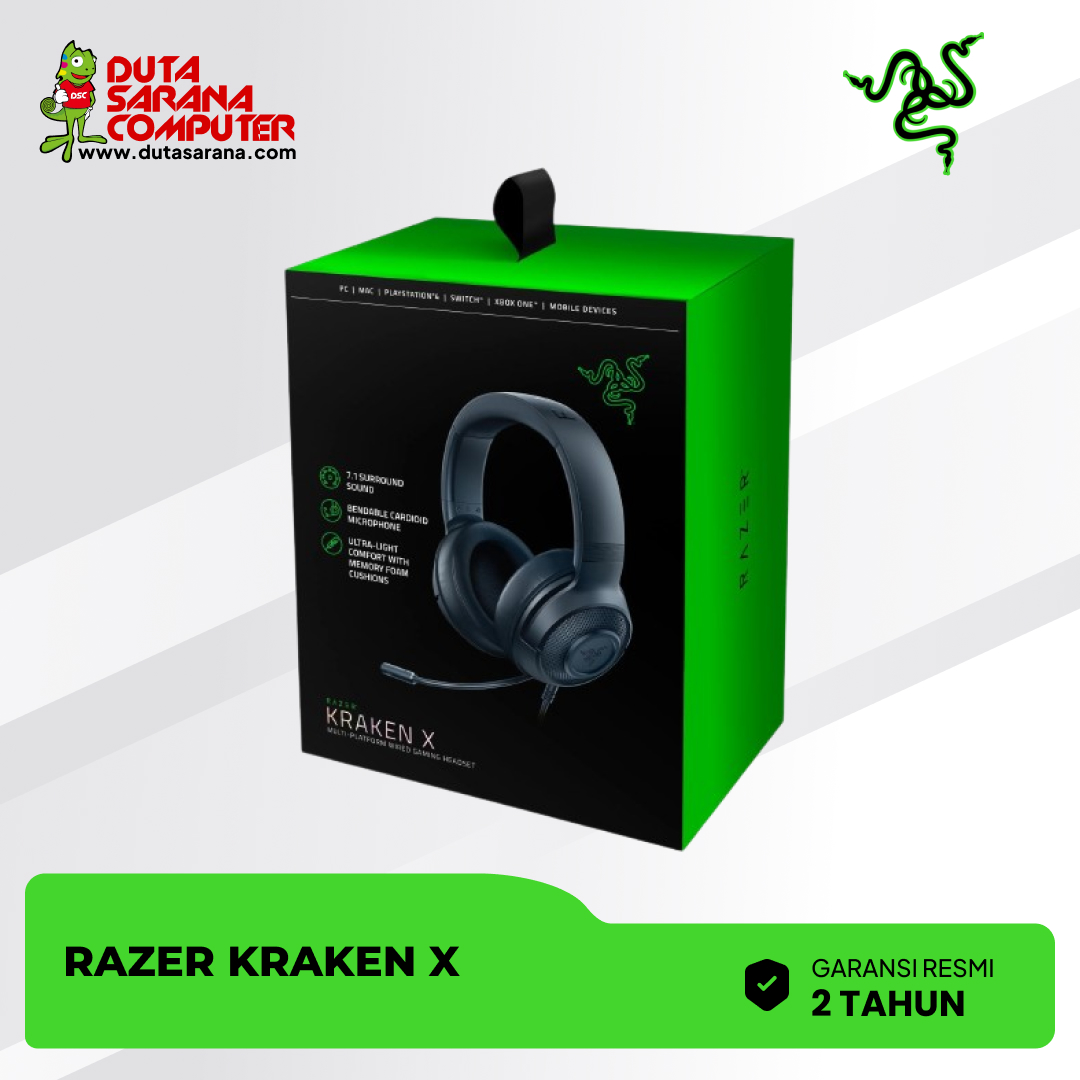 DUTA
SARANA
COMPUTER
DSC
www.dutasarana.com
PC | MAC | PLAYSTATION®4 | SWITCH™ | XBOX ONE™ | MOBILE DEVICES
7.1 SURROUND
SOUND
BENDABLE CARDIOID
MICROPHONE
ULTRA-LIGHT
COMFORT WITH
MEMORY FOAM
CUSHIONS
RAZER
RAZER™
KRAKEN X
MULTI-PLATFORM WIRED GAMING HEADSET
RAZER KRAKEN X
GARANSI RESMI
2 TAHUN